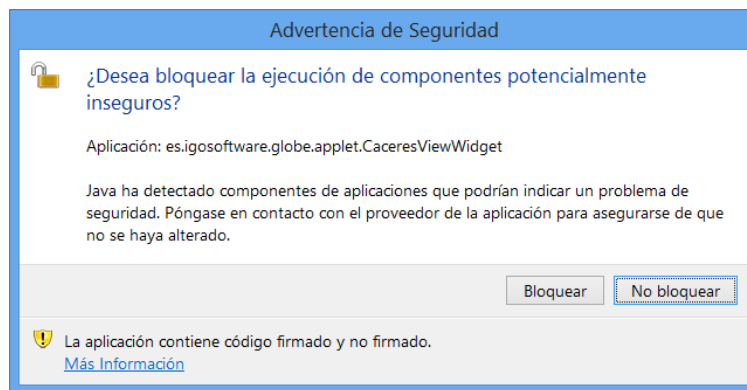 Advertencia de Seguridad
¿Desea bloquear la ejecución de componentes potencialmente
inseguros?
Aplicación: es.igosoftware.globe.applet.CaceresViewWidget
Java ha detectado componentes de aplicaciones que podrían indicar un problema de
seguridad. Póngase en contacto con el proveedor de la aplicación para asegurarse de que
no se haya alterado.
Bloquear No bloquear
La aplicación contiene código firmado y no firmado.
Más Información